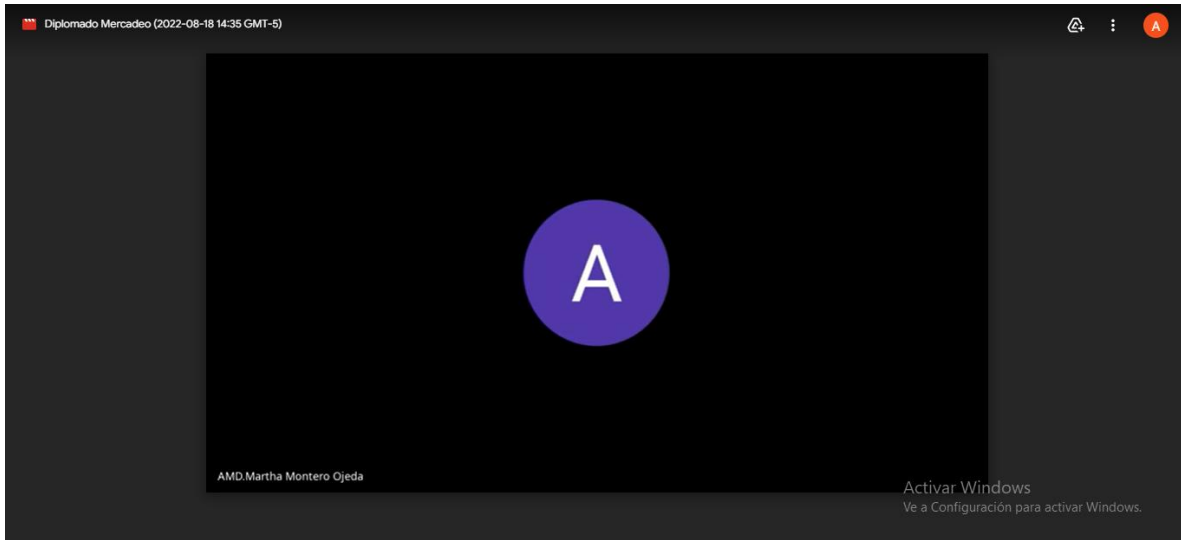 Diplomado Mercadeo (2022-08-18 14:35 GMT-5)
A
A
AMD.Martha Montero Ojeda
Activar Windows
Ve a Configuración para activar Windows.